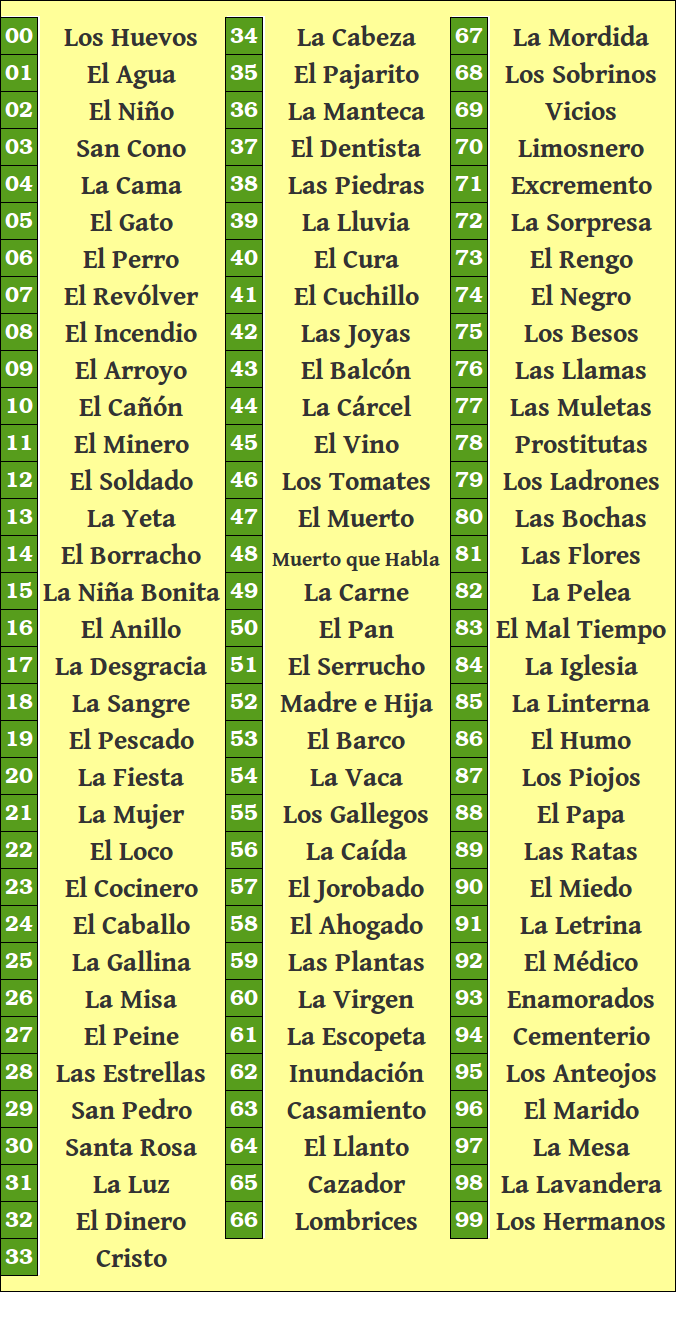 00 Los Huevos
01 El Agua
02 El Niño
03 San Cono
04 La Cama
05 El Gato
06 El Perro
07 El Revólver
08 El Incendio
09 El Arroyo
10 El Cañón
11 El Minero
12 El Soldado
13 La Yeta
14 El Borracho
15 La Niña Bonita
16 El Anillo
17 La Desgracia
18 La Sangre
19 El Pescado
20 La Fiesta
21 La Mujer
22 El Loco
23 El Cocinero
24 El Caballo
25 La Gallina
26 La Misa
27 El Peine
28 Las Estrellas
29 San Pedro
30 Santa Rosa
31 La Luz
32 El Dinero
33 Cristo
34 La Cabeza
35 El Pajarito
36 La Manteca
37 El Dentista
38 Las Piedras
39 La Lluvia
40 El Cura
41 El Cuchillo
42 Las Joyas
43 El Balcón
44 La Cárcel
45 El Vino
46 Los Tomates
47 El Muerto
48 Muerto que Habla
49 La Carne
50 El Pan
51 El Serrucho
52 Madre e Hija
53 El Barco
54 La Vaca
55 Los Gallegos
56 La Caída
57 El Jorobado
58 El Ahogado
59 Las Plantas
60 La Virgen
61 La Escopeta
62 Inundación
63 Casamiento
64 El Llanto
65 Cazador
66 Lombrices
67 La Mordida
68 Los Sobrinos
69 Vicios
70 Limosnero
71 Excremento
72 La Sorpresa
73 El Rengo
74 El Negro
75 Los Besos
76 Las Llamas
77 Las Muletas
78 Prostitutas
79 Los Ladrones
80 Las Bochas
81 Las Flores
82 La Pelea
83 El Mal Tiempo
84 La Iglesia
85 La Linterna
86 El Humo
87 Los Piojos
88 El Papa
89 Las Ratas
90 El Miedo
91 La Letrina
92 El Médico
93 Enamorados
94 Cementerio
95 Los Anteojos
96 El Marido
97 La Mesa
98 La Lavandera
99 Los Hermanos